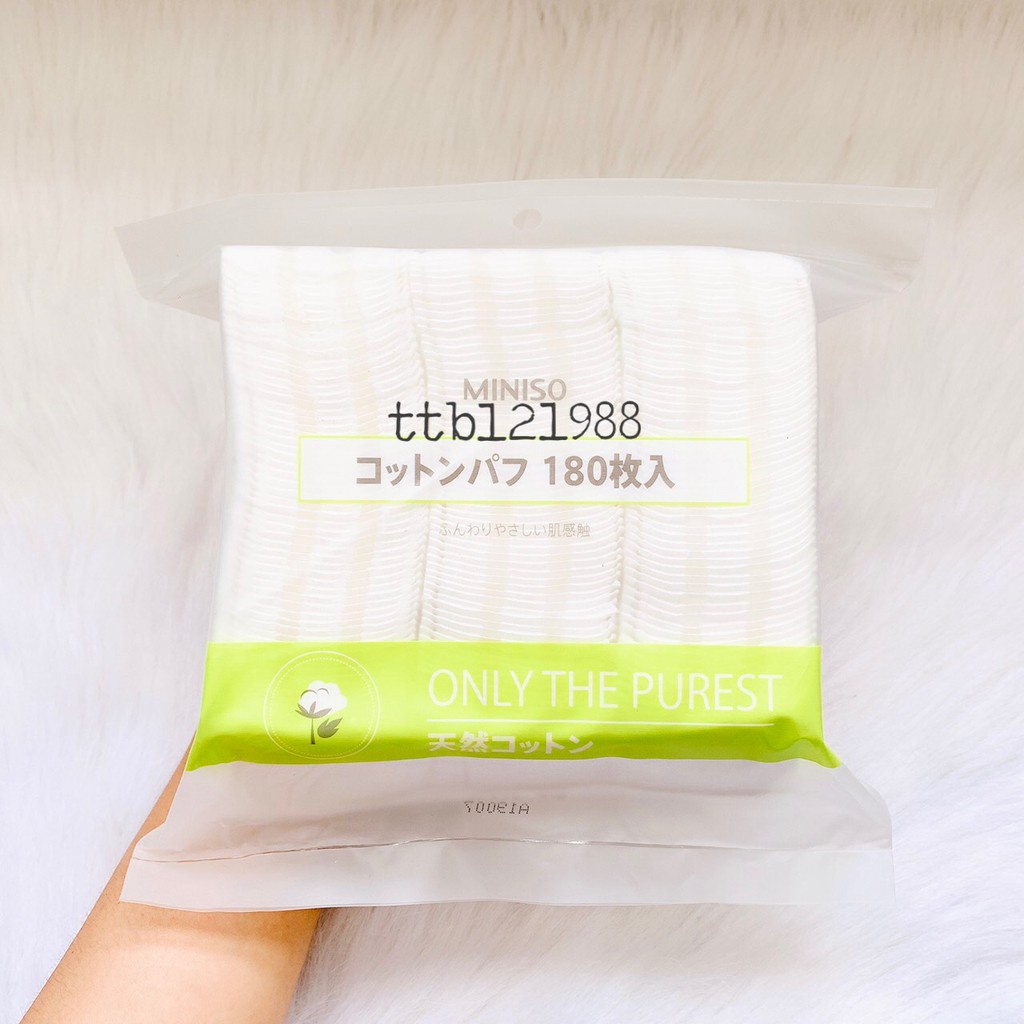 MINISO
ttb121988
コットンパフ 180枚入
ふんわりやさしい肌感触
ONLY THE PUREST
天然コットン
A19007